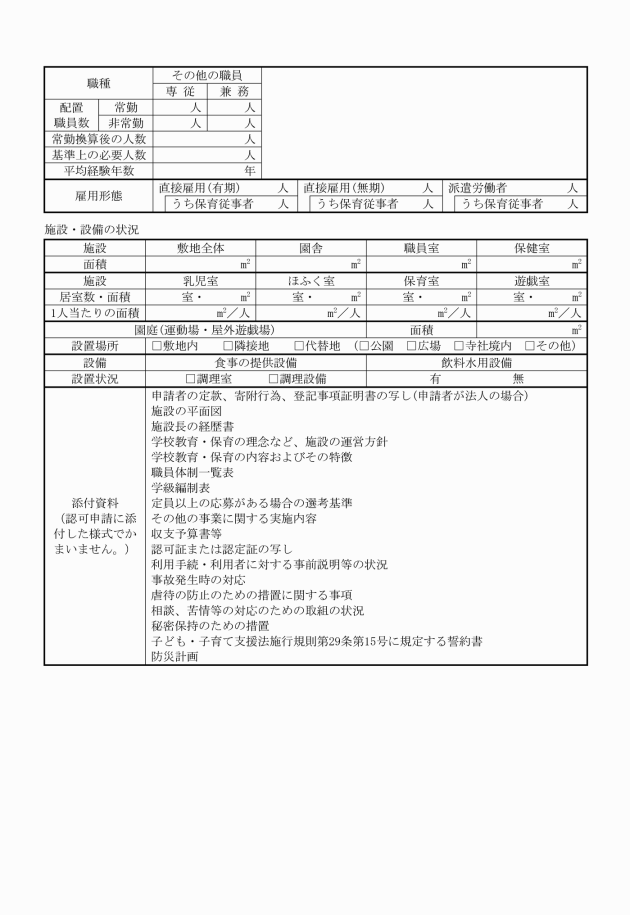 職種 その他の職員
専 従 兼 務
配置 常勤 人 人
職員数 非常勤 人 人
常勤換算後の人数 人
基準上の必要人数 人
平均経験年数 年
雇用形態 直接雇用(有期) 人 直接雇用(無期) 人 派遣労働者 人
うち保育従事者 人 うち保育従事者 人 うち保育従事者 人
施設・設備の状況
施設 敷地全体 園舎 職員室 保健室
面積 ㎡ ㎡ ㎡ ㎡
施設 乳児室 ほふく室 保育室 遊戯室
居室数・面積 室・ ㎡ 室・ ㎡ 室・ ㎡ 室・ ㎡
1人当たりの面積 ㎡／人 ㎡／人 ㎡／人 ㎡／人
園庭(運動場・屋外遊戯場) 面積 ㎡
設置場所 □敷地内 □隣接地 □代替地 (□公園 □広場 □寺社境内 □その他)
設備 食事の提供設備 飲料水用設備
設置状況 □調理室 □調理設備 有 無
添付資料
（認可申請に添
付した様式でか
まいません。）
申請者の定款、寄附行為、登記事項証明書の写し(申請者が法人の場合)
施設の平面図
施設長の経歴書
学校教育・保育の理念など、施設の運営方針
学校教育・保育の内容およびその特徴
職員体制一覧表
学級編制表
定員以上の応募がある場合の選考基準
その他の事業に関する実施内容
収支予算書等
認可証または認定証の写し
利用手続・利用者に対する事前説明等の状況
事故発生時の対応
虐待の防止のための措置に関する事項
相談、苦情等の対応のための取組の状況
秘密保持のための措置
子ども・子育て支援法施行規則第29条第15号に規定する誓約書
防災計画